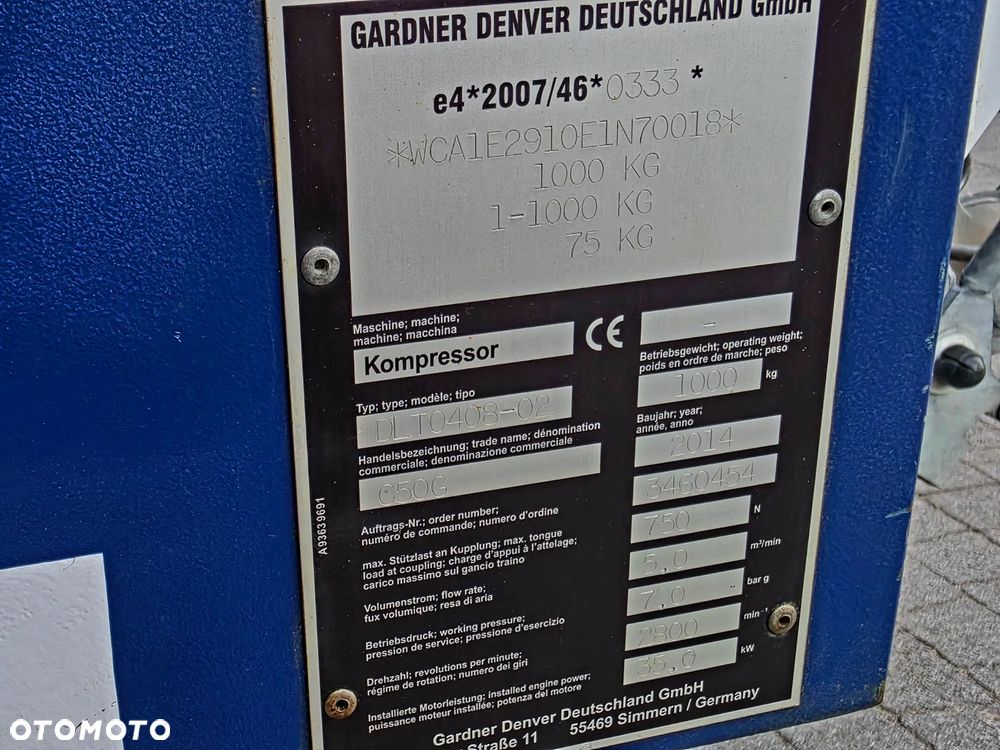 GARDNER DENVER DEUTSCHLAND GmbH
e4*2007/46*0333*
*WCA1E2910E1N70018*
1000 KG
1-1000 KG
75 KG
Maschine; machine;
machine; macchina
Kompressor
CE
-
Betriebsgewicht; operating weight;
poids en ordre de marche; peso
1000 kg
Typ; type; modèle; tipo
DLT0408-02
Baujahr; year;
année, anno
2014
Handelsbezeichnung; trade name; dénomination
commerciale; denominazione commerciale
C50G
Auftrags-Nr.; order number;
numéro de commande; numero d'ordine
3460454
max. Stützlast an Kupplung; max. tongue
load at coupling; charge d'appui à l'attelage;
carico massimo sul gancio traino
750 N
Volumenstrom; flow rate;
fux volumique; resa di aria
5,0 m³/min
Betriebsdruck; working pressure;
pression de service; pressione d'esercizio
7,0 bar g
Drehzahl; revolutions per minute;
régime de rotation; numero dei giri
2800 min⁻¹
Installierte Motorleistung; installed engine power;
puissance moteur installée; potenza del motore
35,0 kW
A93639691
Gardner Denver Deutschland GmbH
Straße 11 55469 Simmern / Germany
OTOMOTO